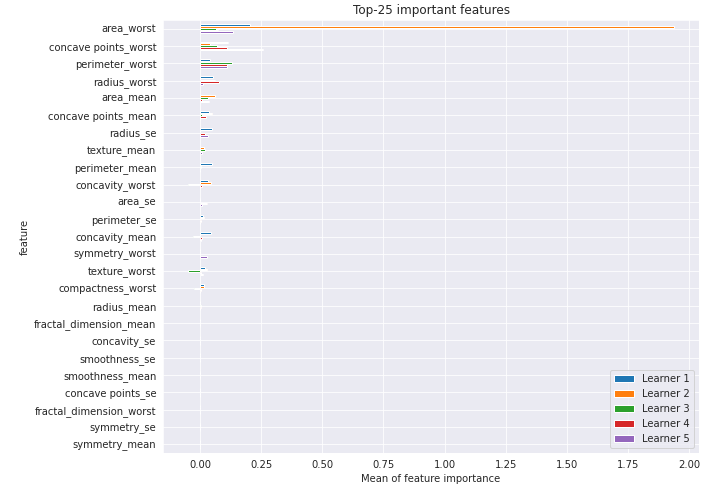 Top-25 important features
area_worst
concave points_worst
perimeter_worst
radius_worst
area_mean
concave points_mean
radius_se
texture_mean
perimeter_mean
concavity_worst
area_se
perimeter_se
concavity_mean
symmetry_worst
texture_worst
compactness_worst
radius_mean
fractal_dimension_mean
concavity_se
smoothness_se
smoothness_mean
concave points_se
fractal_dimension_worst
symmetry_se
symmetry_mean
feature
Learner 1
Learner 2
Learner 3
Learner 4
Learner 5
0.00 0.25 0.50 0.75 1.00 1.25 1.50 1.75 2.00
Mean of feature importance